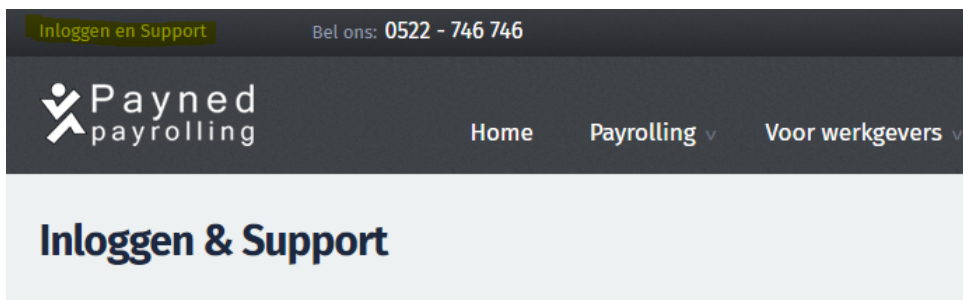 Inloggen en Support Bel ons: 0522 - 746 746
Payned
payrolling
Home Payrolling Voor werkgevers
Inloggen & Support